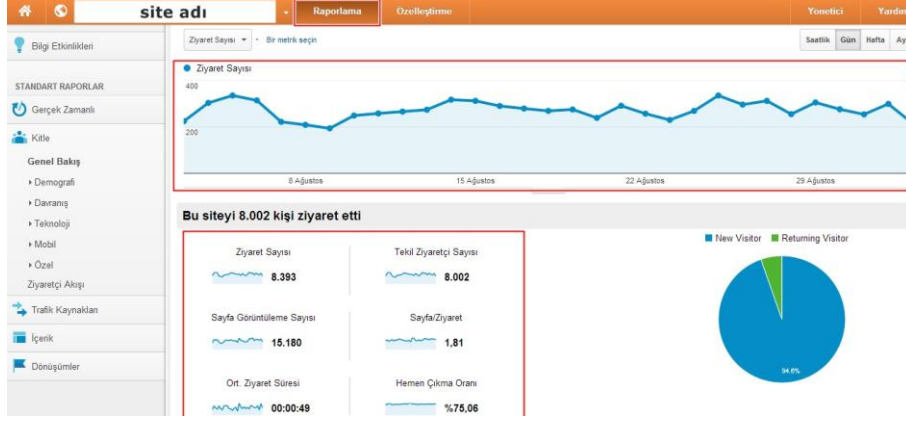 site adı
Raporlama
Özelleştirme
Yönetici
Yardım
Bilgi Etkinlikleri
STANDART RAPORLAR
Gerçek Zamanlı
Kitle
Genel Bakış
Demografi
Davranış
Teknoloji
Mobil
Özel
Ziyaretçi Akışı
Trafik Kaynakları
İçerik
Dönüşümler
Ziyaret Sayısı
Bir metrik seçin
Saatlik Gün Hafta Ay
Ziyaret Sayısı
400
200
8 Ağustos
15 Ağustos
22 Ağustos
29 Ağustos
Bu siteyi 8.002 kişi ziyaret etti
Ziyaret Sayısı
8.393
Tekil Ziyaretçi Sayısı
8.002
Sayfa Görüntüleme Sayısı
15.180
Sayfa/Ziyaret
1,81
Ort. Ziyaret Süresi
00:00:49
Hemen Çıkma Oranı
%75,06
New Visitor
Returning Visitor
94.6%